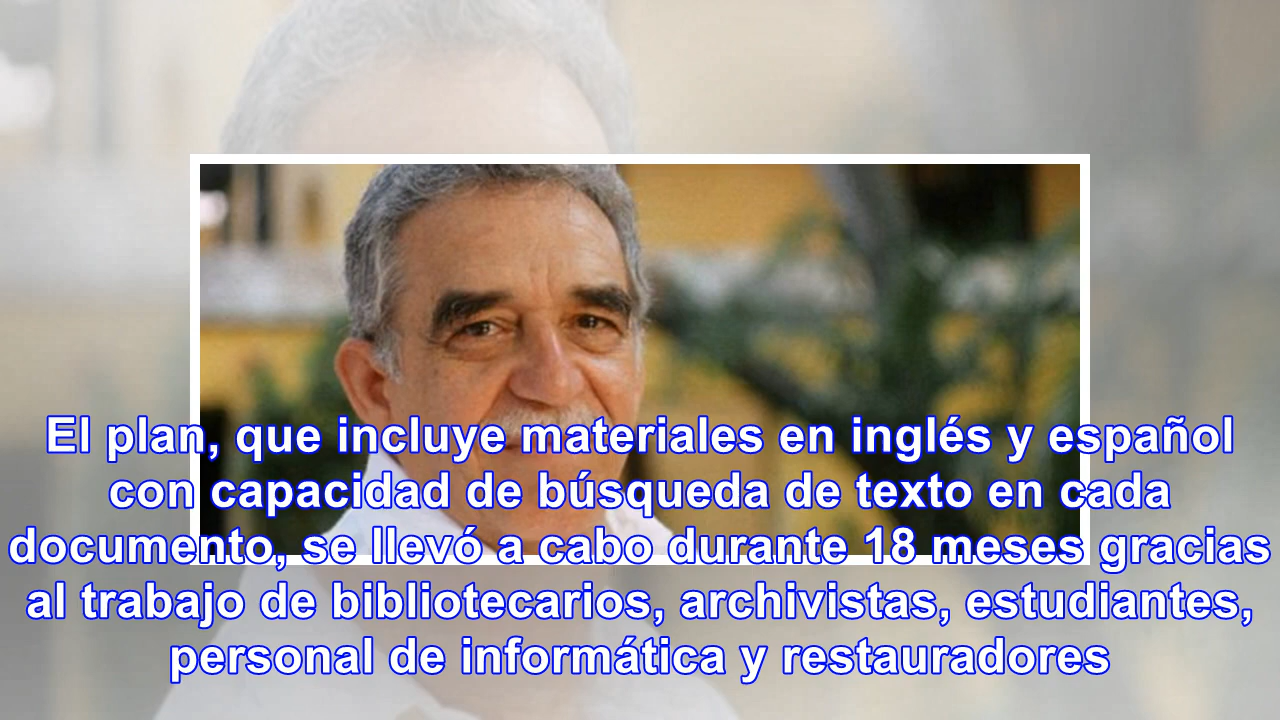 El plan, que incluye materiales en inglés y español
con capacidad de búsqueda de texto en cada
documento, se llevó a cabo durante 18 meses gracias
al trabajo de bibliotecarios, archivistas, estudiantes,
personal de informática y restauradores